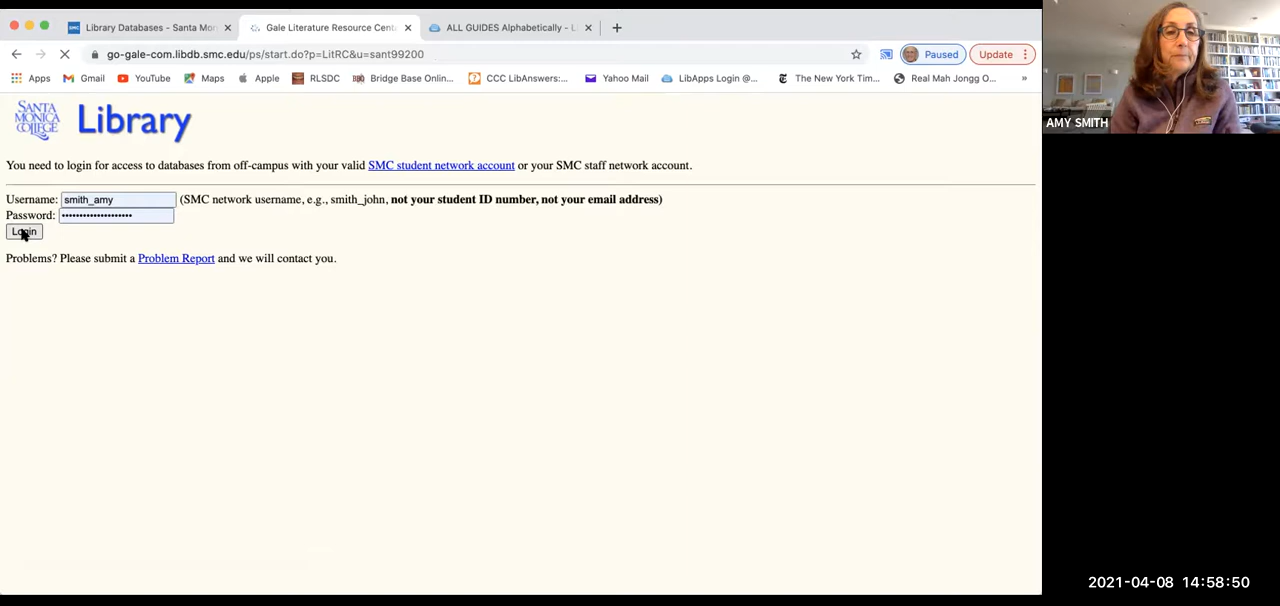 Library Databases - Santa Mon
Gale Literature Resource Cent
ALL GUIDES Alphabetically - L
go-gale-com.libdb.smc.edu/ps/start.do?p=LitRC&u=sant99200
Paused
Update
Apps
Gmail
YouTube
Maps
Apple
RLSDC
Bridge Base Onlin...
CCC LibAnswers:...
Yahoo Mail
LibApps Login @...
The New York Tim...
Real Mah Jongg O...
»
SANTA
MONICA
COLLEGE
Library
You need to login for access to databases from off-campus with your valid SMC student network account or your SMC staff network account.
Username: smith_amy (SMC network username, e.g., smith_john, not your student ID number, not your email address)
Password: ••••••••••••••••••••
Login
Problems? Please submit a Problem Report and we will contact you.
AMY SMITH
2021-04-08 14:58:50